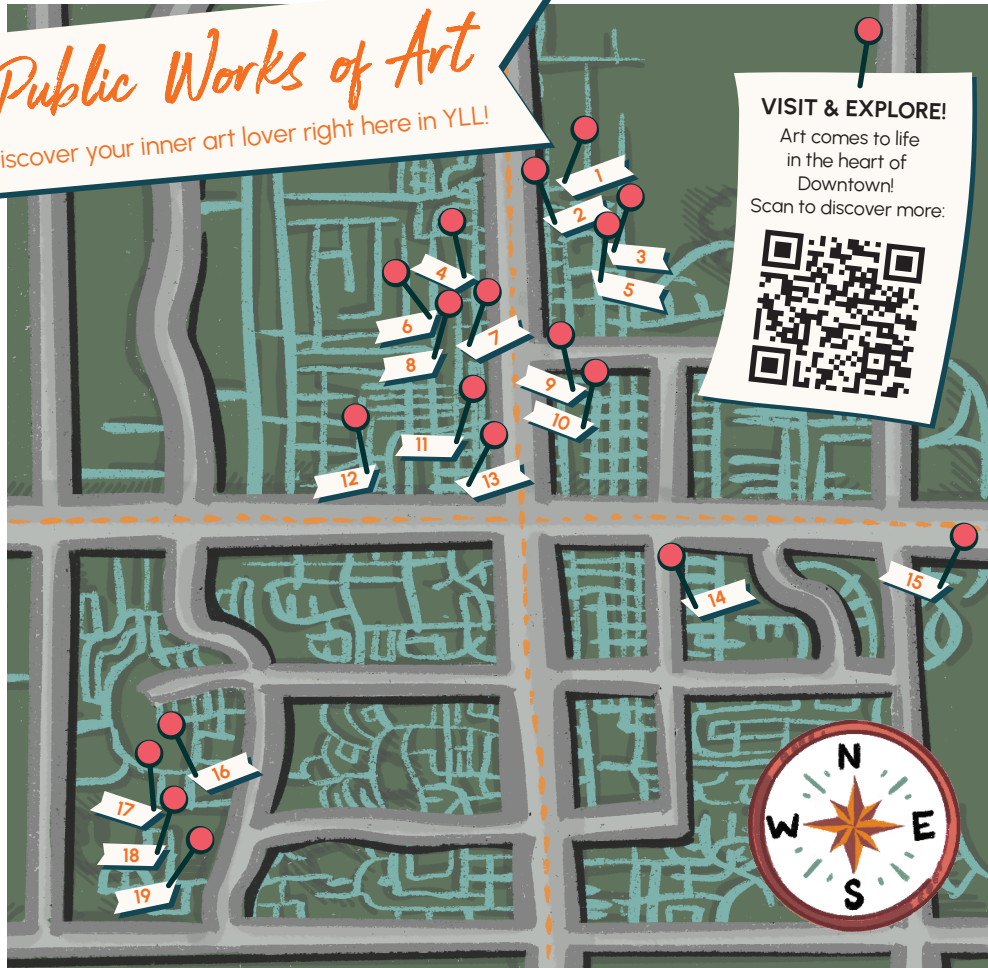 Public Works of Art
iscover your inner art lover right here in YLL!
VISIT & EXPLORE!
Art comes to life
in the heart of
Downtown!
Scan to discover more:
1
2
3
4
5
6
7
8
9
10
11
12
13
14
15
16
17
18
19
N
W E
S